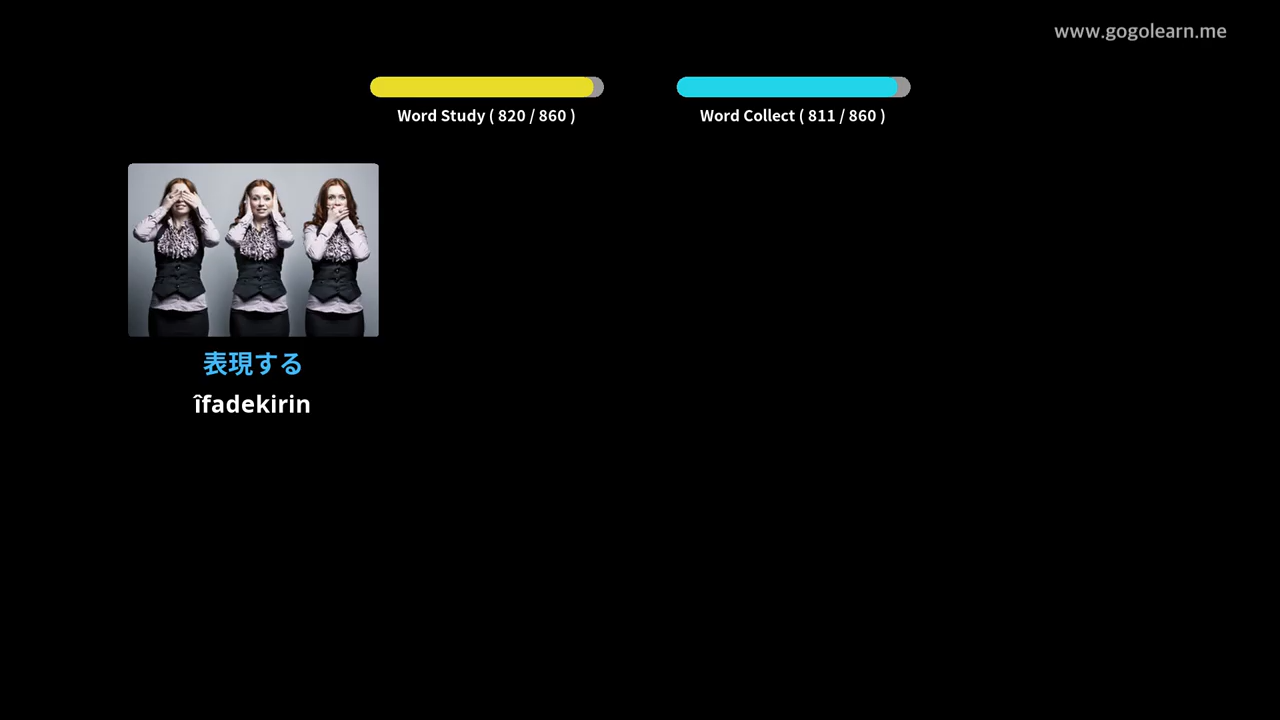 www.gogolearn.me
Word Study ( 820 / 860 )
Word Collect ( 811 / 860 )
表現する
îfadekirin